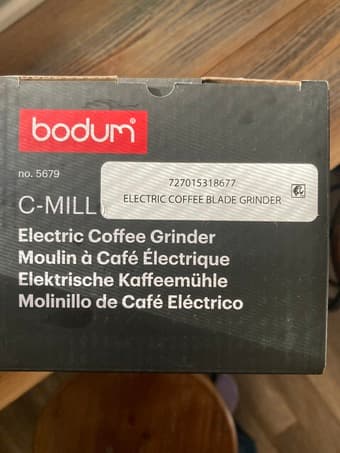 bodum
no. 5679
727015318677
ELECTRIC COFFEE BLADE GRINDER
C-MILL
Electric Coffee Grinder
Moulin à Café Électrique
Elektrische Kaffeemühle
Molinillo de Café Eléctrico